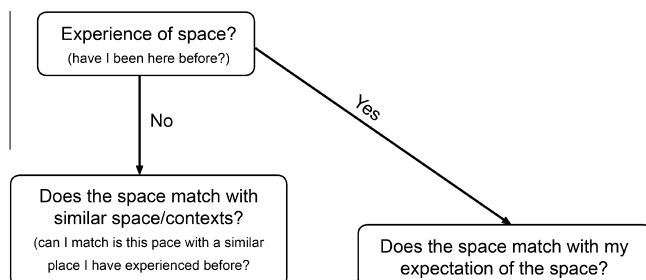 Experience of space?
(have I been here before?)
No
Yes
Does the space match with
similar space/contexts?
(can I match is this pace with a similar
place I have experienced before?
Does the space match with my
expectation of the space?